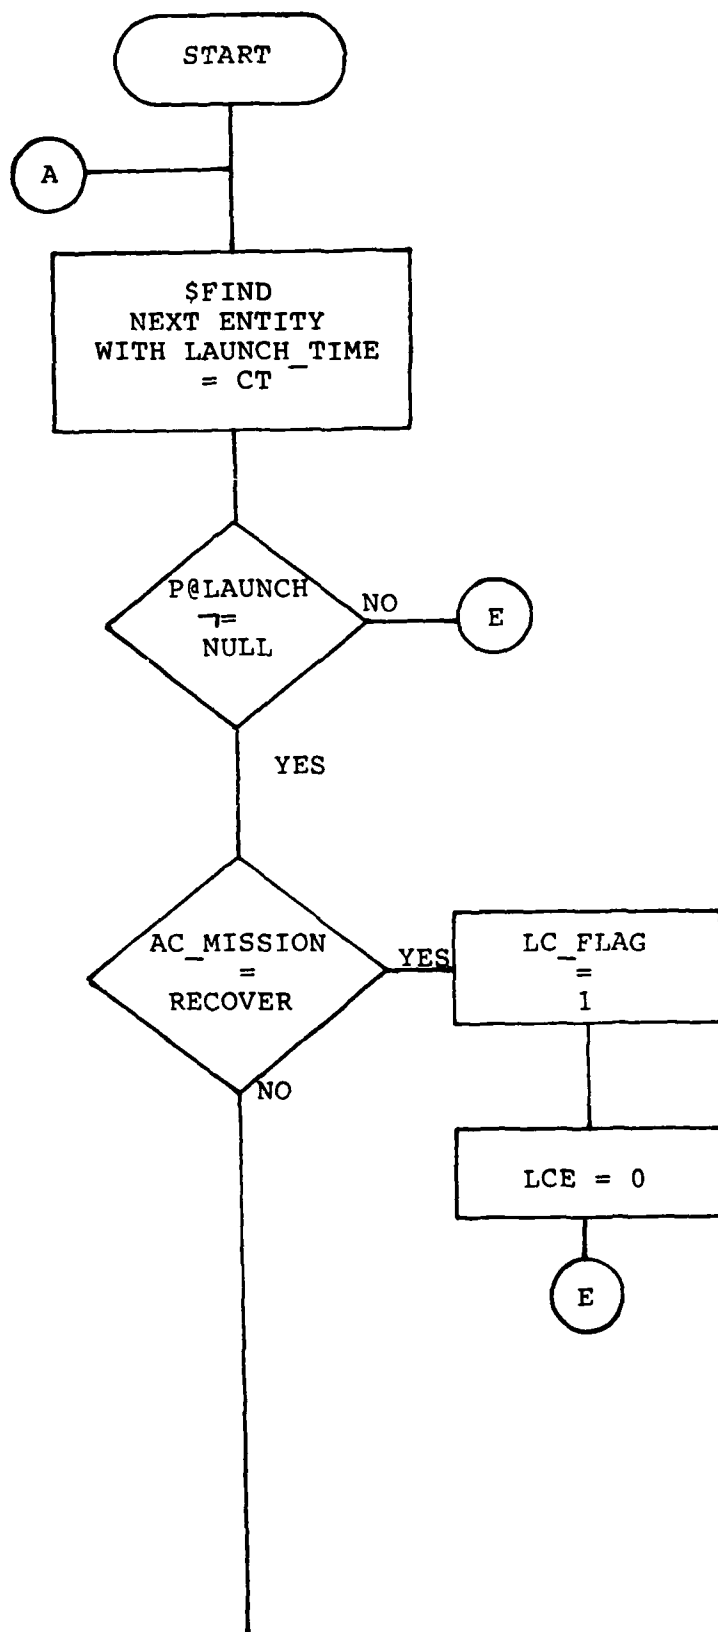 START
A
$FIND
NEXT ENTITY
WITH LAUNCH_TIME
= CT
P@LAUNCH
¬=
NULL
NO
E
YES
AC_MISSION
=
RECOVER
YES
LC_FLAG
=
1
NO
LCE = 0
E